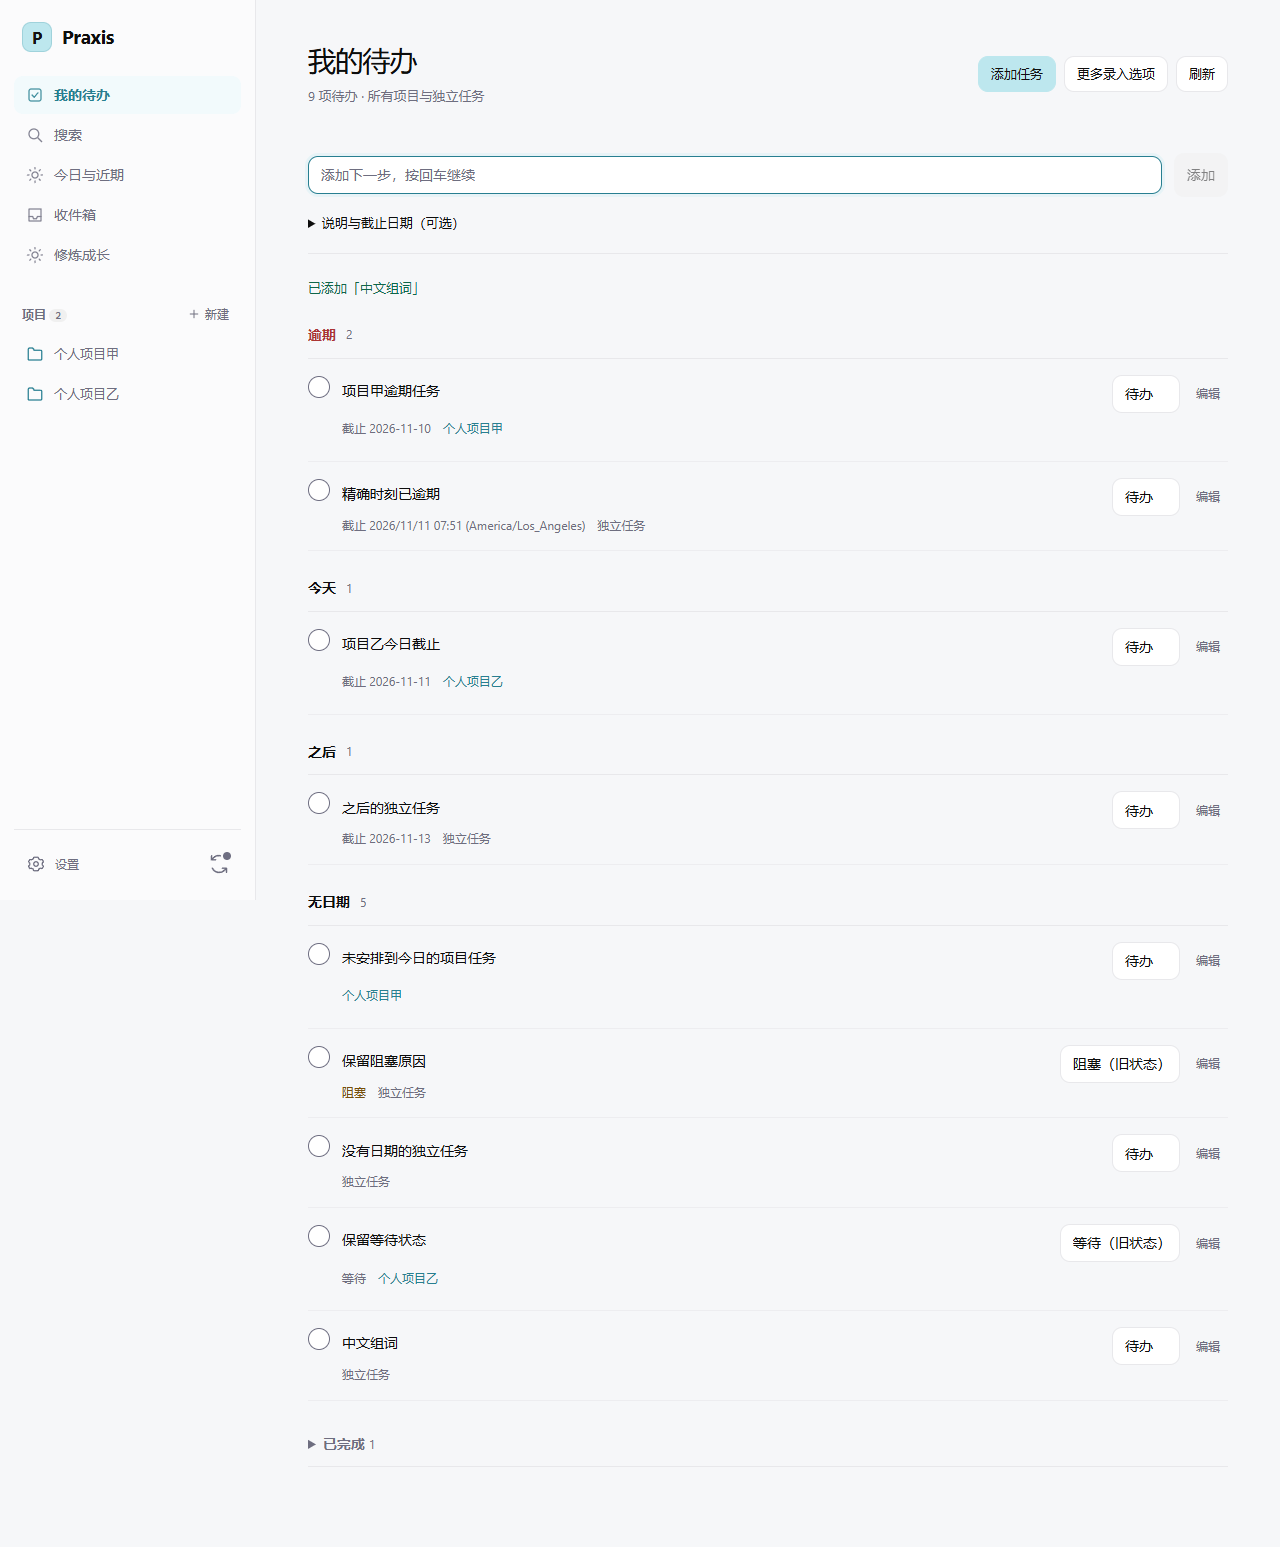 P Praxis
我的待办
搜索
今日与近期
收件箱
修炼成长
项目 2 + 新建
个人项目甲
个人项目乙
设置
我的待办
9 项待办 · 所有项目与独立任务
添加任务 更多录入选项 刷新
添加下一步，按回车继续 添加
▶ 说明与截止日期（可选）
已添加「中文组词」
逾期 2
项目甲逾期任务 待办 编辑
截止 2026-11-10 个人项目甲
精确时刻已逾期 待办 编辑
截止 2026/11/11 07:51 (America/Los_Angeles) 独立任务
今天 1
项目乙今日截止 待办 编辑
截止 2026-11-11 个人项目乙
之后 1
之后的独立任务 待办 编辑
截止 2026-11-13 独立任务
无日期 5
未安排到今日的项目任务 待办 编辑
个人项目甲
保留阻塞原因 阻塞（旧状态） 编辑
阻塞 独立任务
没有日期的独立任务 待办 编辑
独立任务
保留等待状态 等待（旧状态） 编辑
等待 个人项目乙
中文组词 待办 编辑
独立任务
▶ 已完成 1